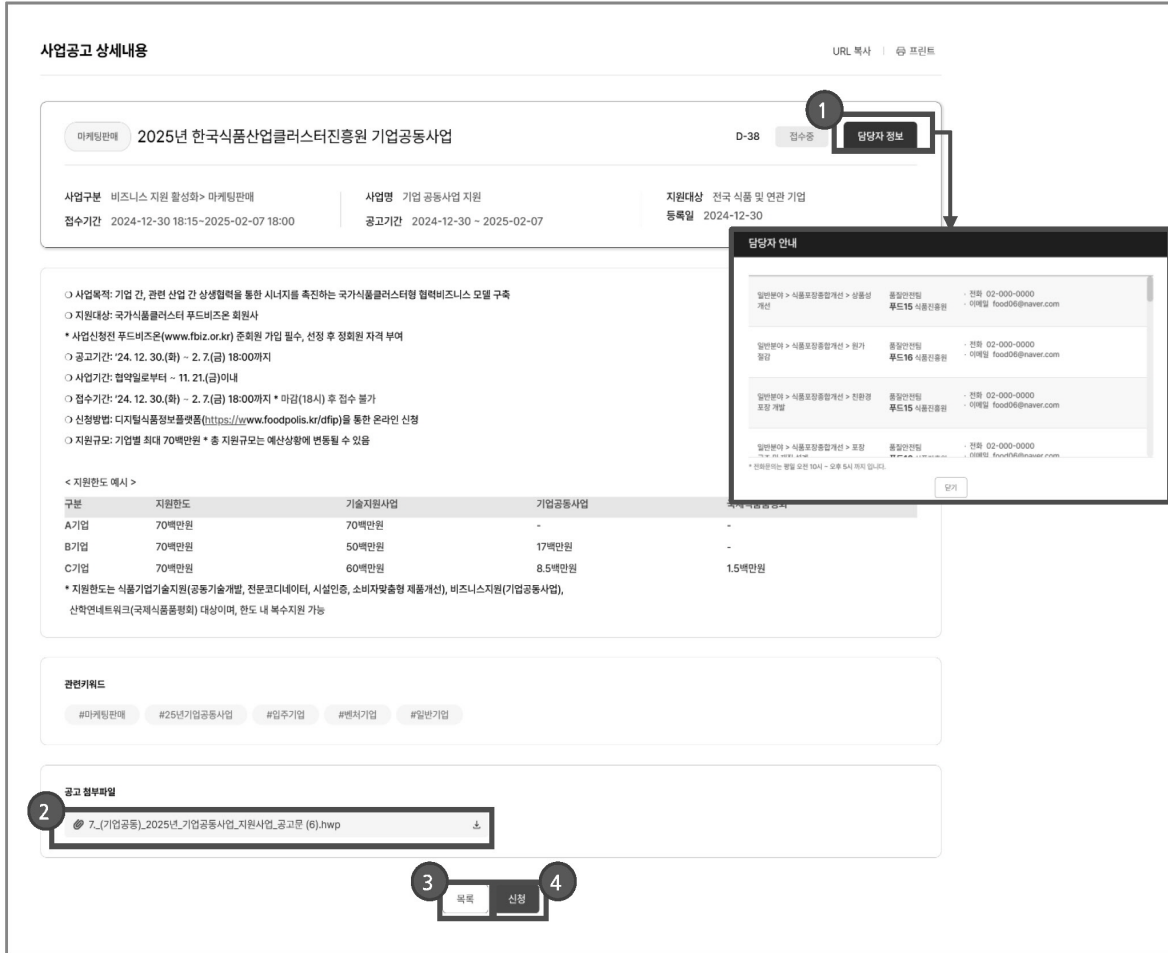 사업공고 상세내용
URL 복사 | 프린트
1
마케팅판매 2025년 한국식품산업클러스터진흥원 기업공동사업 D-38 접수중 담당자 정보
사업구분 비즈니스 지원 활성화> 마케팅판매 사업명 기업 공동사업 지원 지원대상 전국 식품 및 연관 기업
접수기간 2024-12-30 18:15~2025-02-07 18:00 공고기간 2024-12-30 ~ 2025-02-07 등록일 2024-12-30
담당자 안내
일반분야 > 식품포장종합개선 > 상품성 품질안전팀 · 전화 02-000-0000
개선 푸드15 식품진흥원 · 이메일 food06@naver.com
일반분야 > 식품포장종합개선 > 원가 품질안전팀 · 전화 02-000-0000
절감 푸드16 식품진흥원 · 이메일 food06@naver.com
일반분야 > 식품포장종합개선 > 친환경 품질안전팀 · 전화 02-000-0000
포장 개발 푸드15 식품진흥원 · 이메일 food06@naver.com
일반분야 > 식품포장종합개선 > 포장 품질안전팀 · 전화 02-000-0000
· 이메일 food06@naver.com
* 전화문의는 평일 오전 10시 ~ 오후 5시 까지 입니다.
닫기
❍ 사업목적: 기업 간, 관련 산업 간 상생협력을 통한 시너지를 촉진하는 국가식품클러스터형 협력비즈니스 모델 구축
❍ 지원대상: 국가식품클러스터 푸드비즈온 회원사
* 사업신청전 푸드비즈온(www.fbiz.or.kr) 준회원 가입 필수, 선정 후 정회원 자격 부여
❍ 공고기간: ‘24. 12. 30.(화) ~ 2. 7.(금) 18:00까지
❍ 사업기간: 협약일로부터 ~ 11. 21.(금)이내
❍ 접수기간: ‘24. 12. 30.(화) ~ 2. 7.(금) 18:00까지 * 마감(18시) 후 접수 불가
❍ 신청방법: 디지털식품정보플랫폼(https://www.foodpolis.kr/dfip)을 통한 온라인 신청
❍ 지원규모: 기업별 최대 70백만원 * 총 지원규모는 예산상황에 변동될 수 있음
< 지원한도 예시 >
구분 지원한도 기술지원사업 기업공동사업
A기업 70백만원 70백만원 - -
B기업 70백만원 50백만원 17백만원 -
C기업 70백만원 60백만원 8.5백만원 1.5백만원
* 지원한도는 식품기업기술지원(공동기술개발, 전문코디네이터, 시설인증, 소비자맞춤형 제품개선), 비즈니스지원(기업공동사업),
산학연네트워크(국제식품품평회) 대상이며, 한도 내 복수지원 가능
관련키워드
#마케팅판매 #25년기업공동사업 #입주기업 #벤처기업 #일반기업
공고 첨부파일
2
7._(기업공동)_2025년_기업공동사업_지원사업_공고문 (6).hwp
3 4
목록 신청